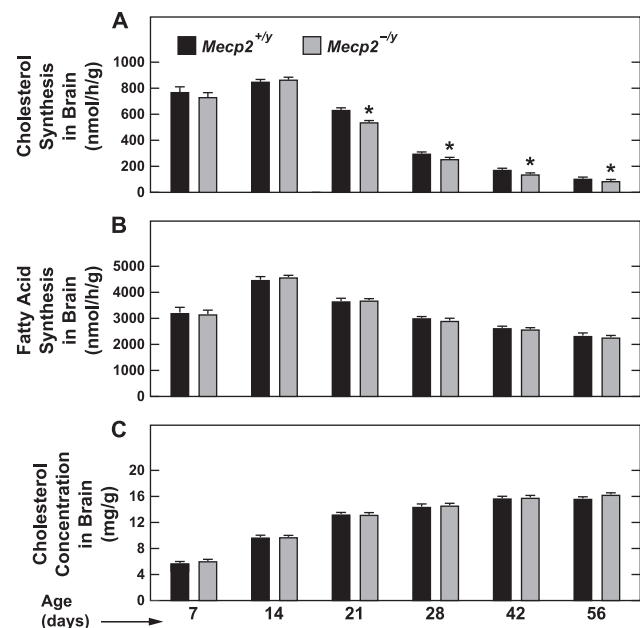 A
Mecp2+/y
Mecp2−/y
Cholesterol
Synthesis
in Brain
(nmol/h/g)
1000
800
600
400
200
0
*
*
*
*
B
Fatty Acid
Synthesis
in Brain
(nmol/h/g)
5000
4000
3000
2000
1000
0
C
Cholesterol
Concentration
in Brain
(mg/g)
20
16
12
8
4
0
Age
(days)
7 14 21 28 42 56